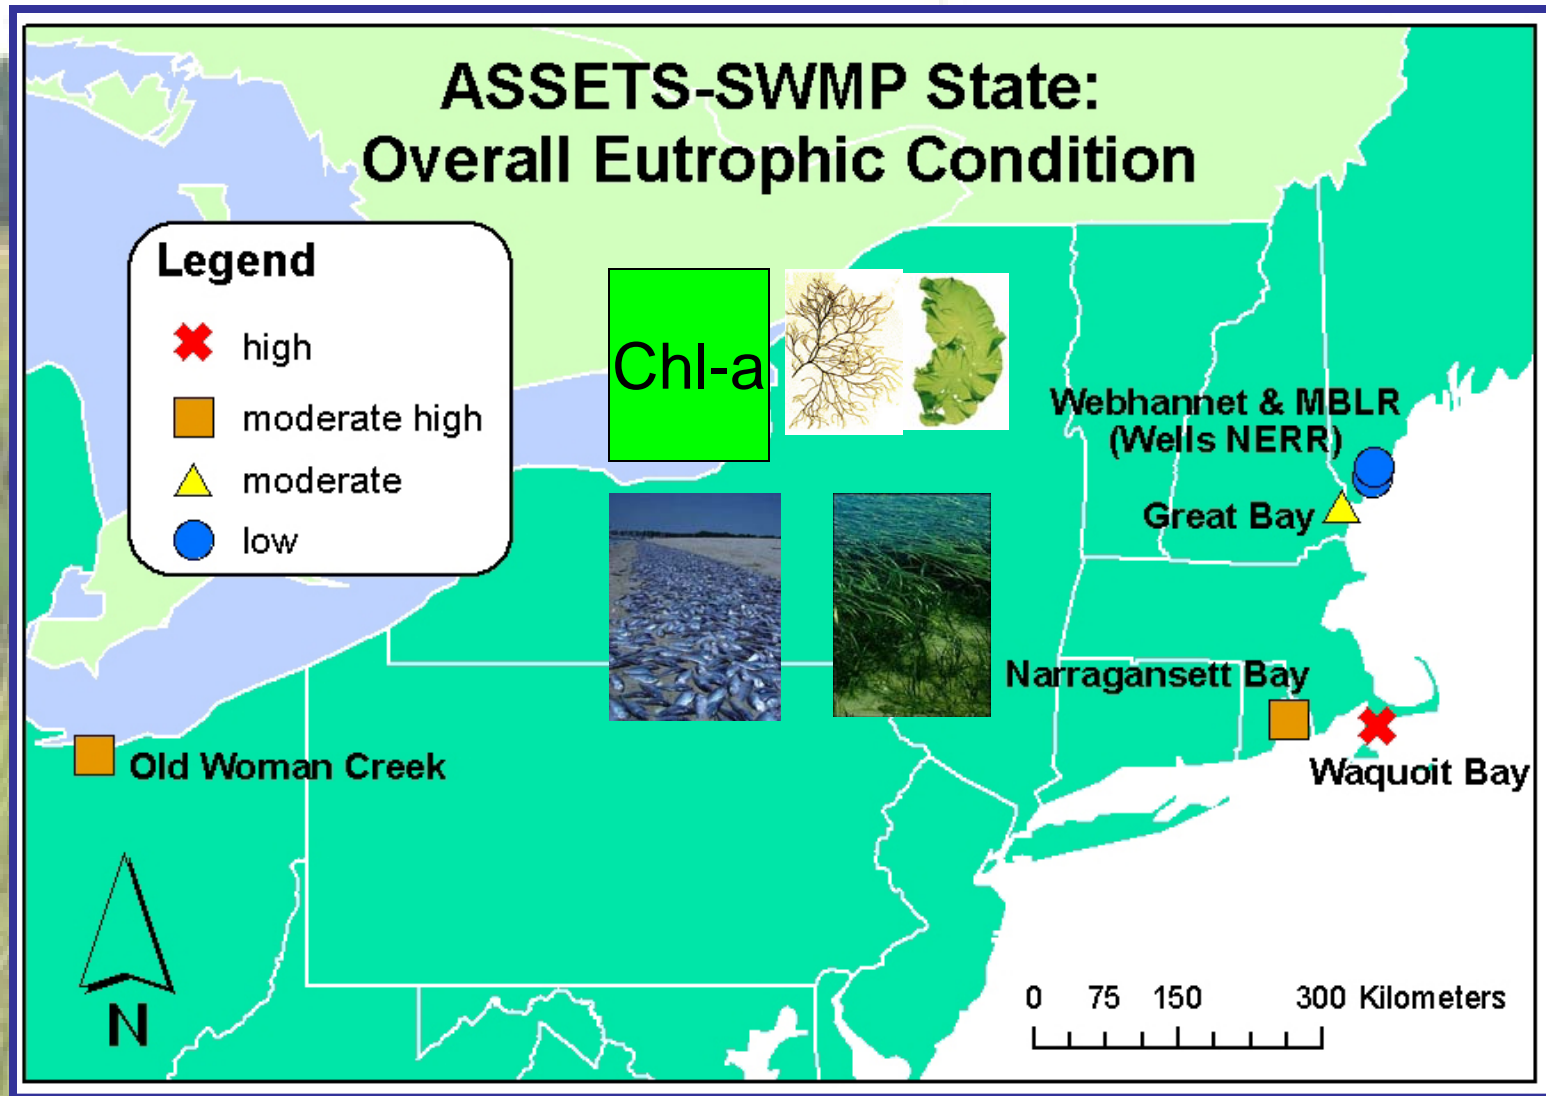 ASSETS-SWMP State:
Overall Eutrophic Condition
Legend
high
moderate high
moderate
low
Chl-a
Webhannet & MBLR
(Wells NERR)
Great Bay
Narragansett Bay
Waquoit Bay
Old Woman Creek
N
0 75 150 300 Kilometers